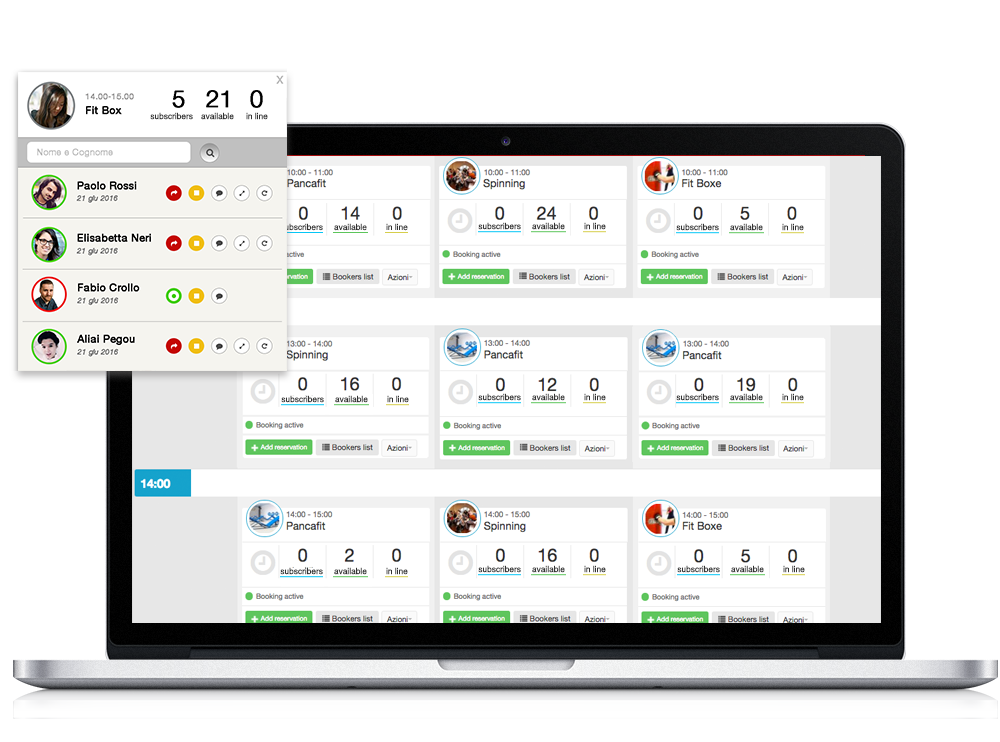 X
14.00-15.00
Fit Box
5 21 0
subscribers available in line
Nome e Cognome
Paolo Rossi
21 giu 2016
Elisabetta Neri
21 giu 2016
Fabio Crollo
21 giu 2016
Aliai Pegou
21 giu 2016
10:00 - 11:00
Pancafit
0 14 0
subscribers available in line
active
Bookers list Azioni
10:00 - 11:00
Spinning
0 24 0
subscribers available in line
Booking active
+ Add reservation Bookers list Azioni
10:00 - 11:00
Fit Boxe
0 5 0
subscribers available in line
Booking active
+ Add reservation Bookers list Azioni
13:00 - 14:00
Spinning
0 16 0
subscribers available in line
Booking active
+ Add reservation Bookers list Azioni
13:00 - 14:00
Pancafit
0 12 0
subscribers available in line
Booking active
+ Add reservation Bookers list Azioni
13:00 - 14:00
Pancafit
0 19 0
subscribers available in line
Booking active
+ Add reservation Bookers list Azioni
14:00
14:00 - 15:00
Pancafit
0 2 0
subscribers available in line
Booking active
+ Add reservation Bookers list Azioni
14:00 - 15:00
Spinning
0 16 0
subscribers available in line
Booking active
+ Add reservation Bookers list Azioni
14:00 - 15:00
Fit Boxe
0 5 0
subscribers available in line
Booking active
+ Add reservation Bookers list Azioni